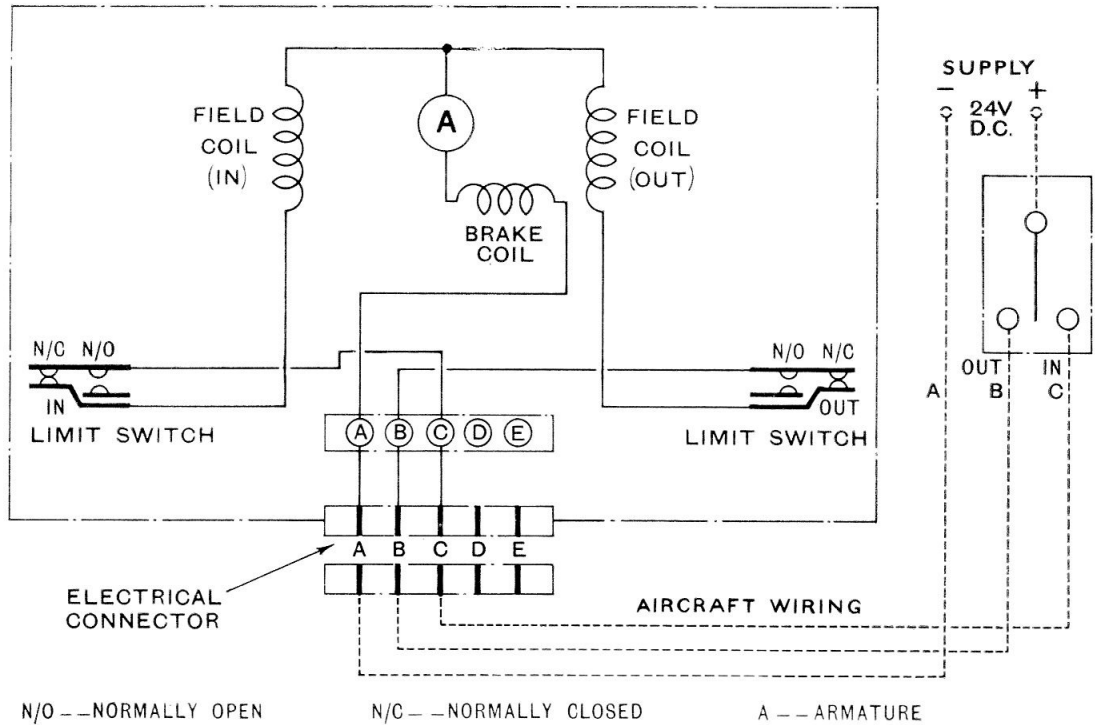 SUPPLY
− +
24V
D.C.
FIELD
COIL
(IN)
A
FIELD
COIL
(OUT)
BRAKE
COIL
N/C N/O
IN
LIMIT SWITCH
N/O N/C
OUT
LIMIT SWITCH
OUT IN
A B C
A B C D E
A B C D E
ELECTRICAL
CONNECTOR
AIRCRAFT WIRING
N/O -- NORMALLY OPEN
N/C -- NORMALLY CLOSED
A -- ARMATURE